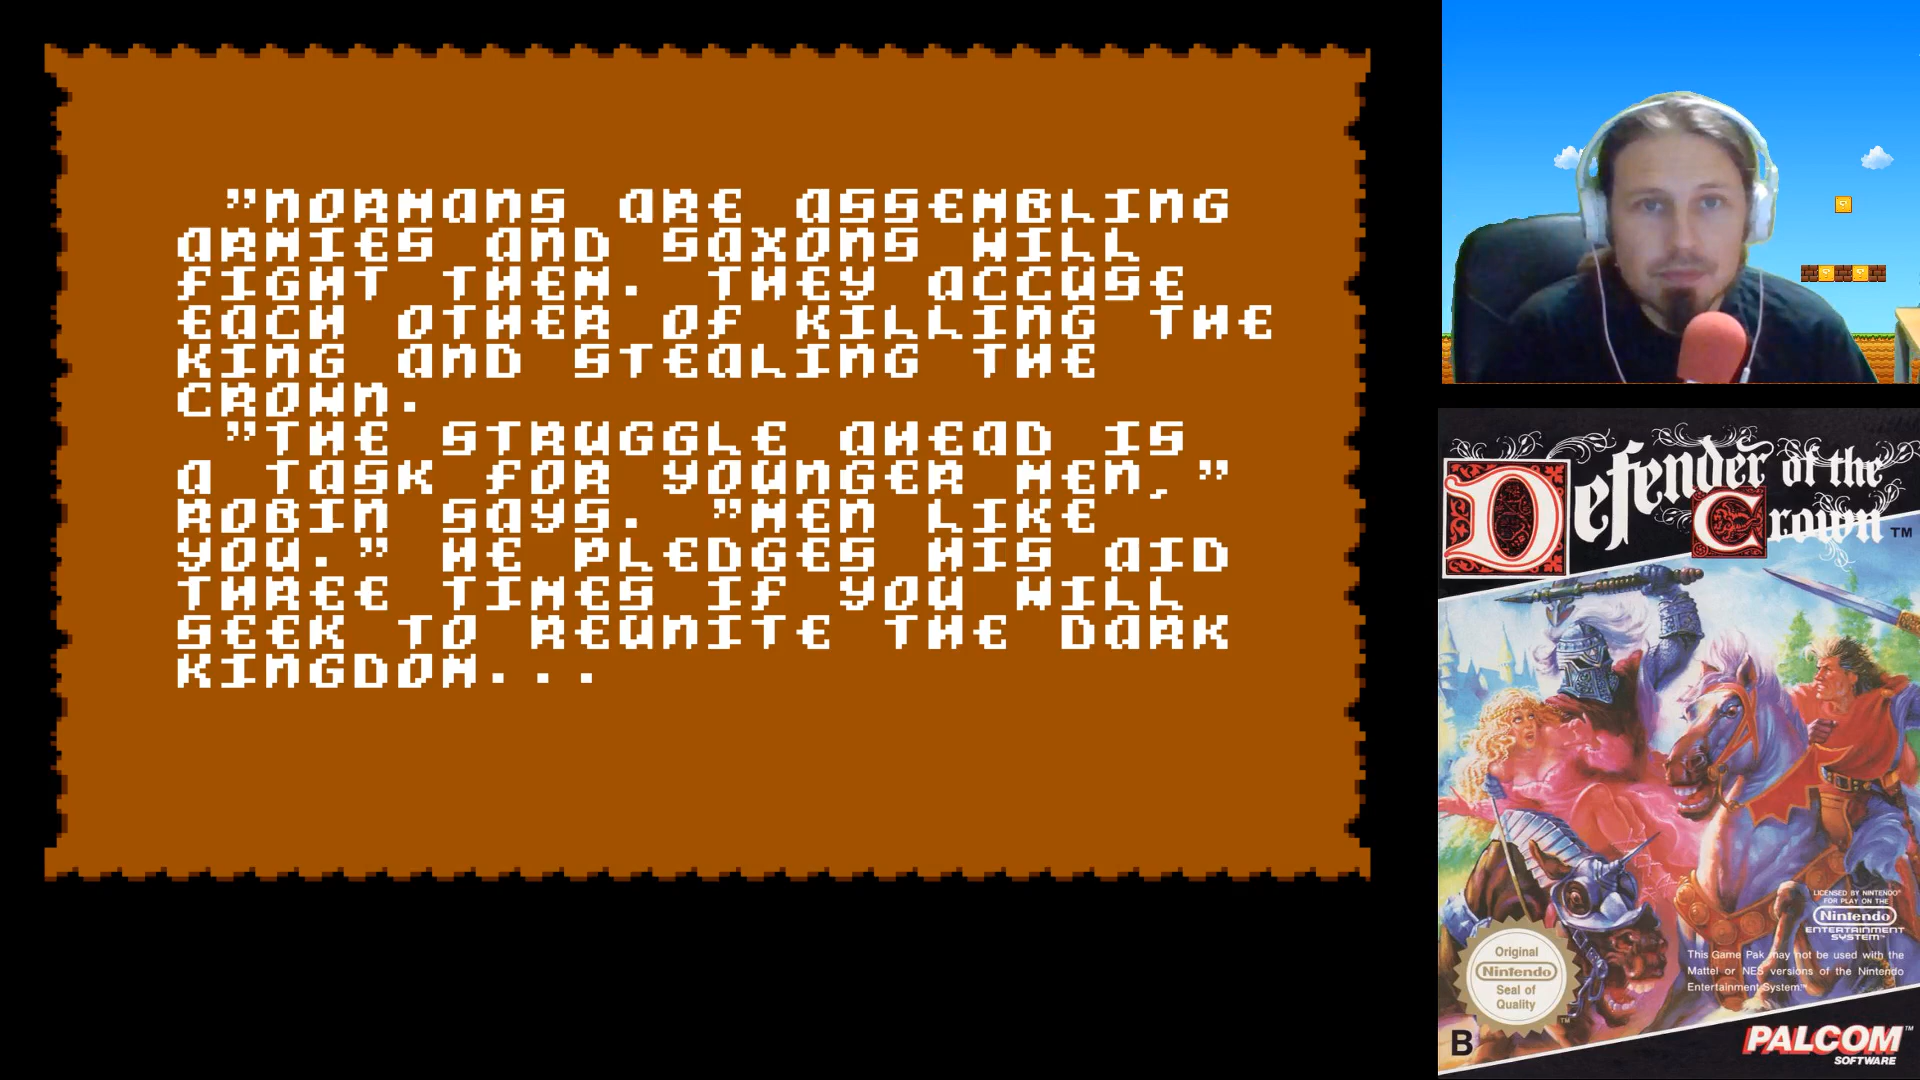 "NORMANS ARE ASSEMBLING
ARMIES AND SAXONS WILL
FIGHT THEM. THEY ACCUSE
EACH OTHER OF KILLING THE
KING AND STEALING THE
CROWN.
"THE STRUGGLE AHEAD IS
A TASK FOR YOUNGER MEN,"
ROBIN SAYS. "MEN LIKE
YOU." HE PLEDGES HIS AID
THREE TIMES IF YOU WILL
SEEK TO REUNITE THE DARK
KINGDOM...
Defender of the
Crown™
LICENSED BY NINTENDO®
FOR PLAY ON THE
Nintendo
ENTERTAINMENT
SYSTEM™
This Game Pak may not be used with the
Mattel or NES versions of the Nintendo
Entertainment System.™
Original
Nintendo
Seal of
Quality
TM
B
PALCOM™
SOFTWARE